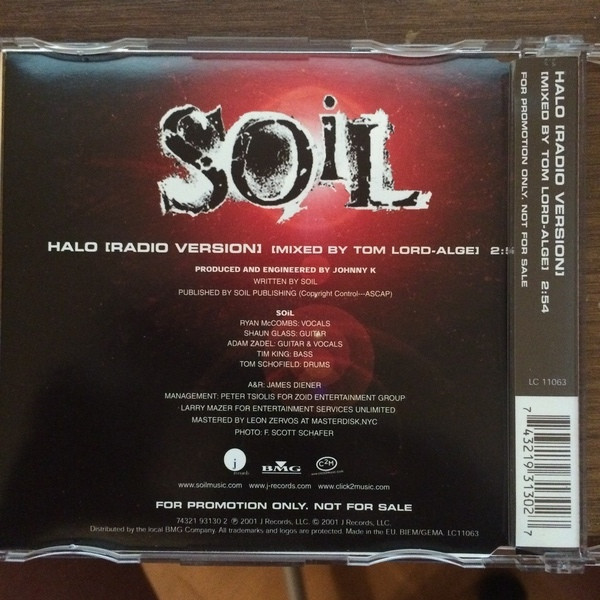 SOiL
HALO [RADIO VERSION] [MIXED BY TOM LORD-ALGE] 2:5
PRODUCED AND ENGINEERED BY JOHNNY K
WRITTEN BY SOIL
PUBLISHED BY SOIL PUBLISHING (Copyright Control---ASCAP)
SOiL
RYAN McCOMBS: VOCALS
SHAUN GLASS: GUITAR
ADAM ZADEL: GUITAR & VOCALS
TIM KING: BASS
TOM SCHOFIELD: DRUMS
A&R: JAMES DIENER
MANAGEMENT: PETER TSIOLIS FOR ZOID ENTERTAINMENT GROUP
LARRY MAZER FOR ENTERTAINMENT SERVICES UNLIMITED
MASTERED BY LEON ZERVOS AT MASTERDISK,NYC
PHOTO: F. SCOTT SCHAFER
j records BMG C2M
www.soilmusic.com www.j-records.com www.click2music.com
FOR PROMOTION ONLY. NOT FOR SALE
74321 93130 2 ℗ 2001 J Records, LLC. © 2001 J Records, LLC.
Distributed by the local BMG Company. All trademarks and logos are protected. Made in the EU. BIEM/GEMA. LC11063
HALO [RADIO VERSION]
[MIXED BY TOM LORD-ALGE] 2:54
FOR PROMOTION ONLY. NOT FOR SALE
LC 11063
7 43219 31302 7